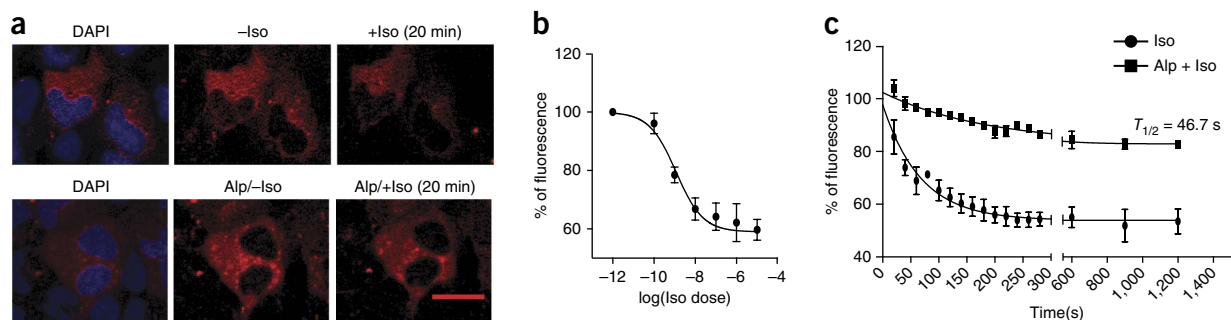 a
DAPI
–Iso
+Iso (20 min)
DAPI
Alp/–Iso
Alp/+Iso (20 min)
b
% of fluorescence
120
100
80
60
–12
–10
–8
–6
–4
log(Iso dose)
c
% of fluorescence
120
100
80
60
40
Iso
Alp + Iso
T1/2 = 46.7 s
0
50
100
150
200
250
300
600
800
1,000
1,200
1,400
Time(s)